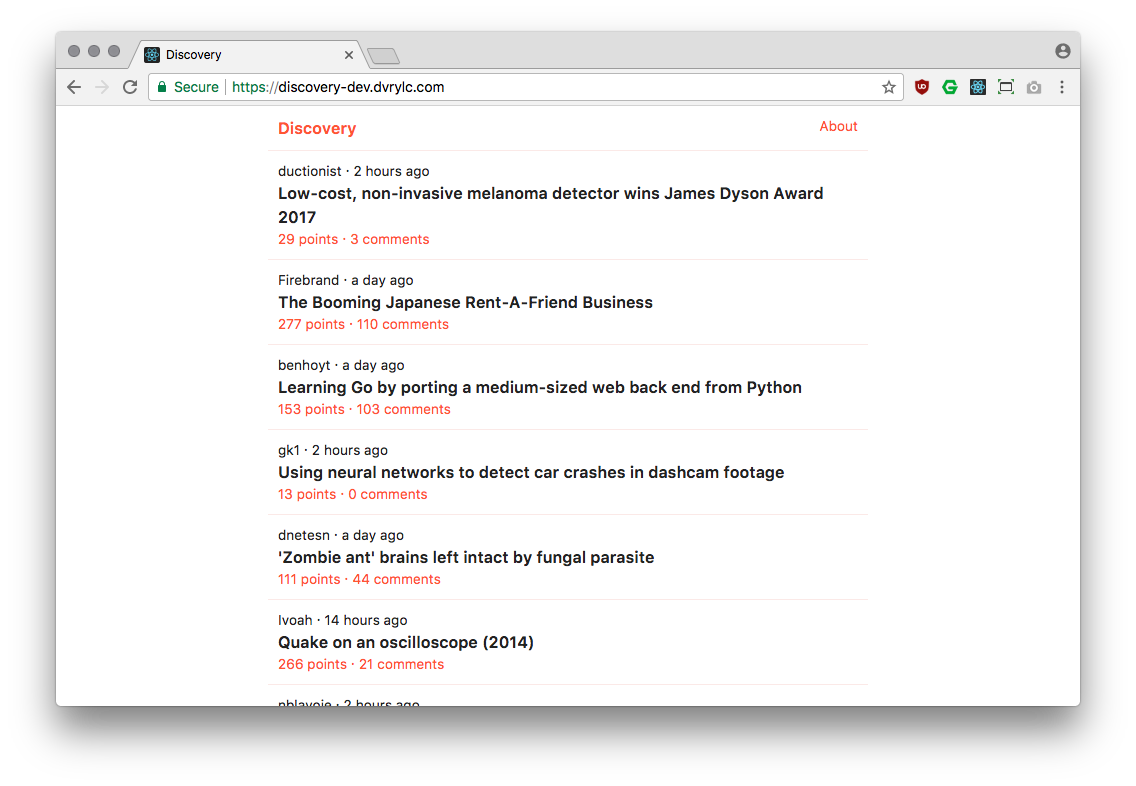 Discovery
Secure https://discovery-dev.dvrylc.com
Discovery About
ductionist · 2 hours ago
Low-cost, non-invasive melanoma detector wins James Dyson Award
2017
29 points · 3 comments
Firebrand · a day ago
The Booming Japanese Rent-A-Friend Business
277 points · 110 comments
benhoyt · a day ago
Learning Go by porting a medium-sized web back end from Python
153 points · 103 comments
gk1 · 2 hours ago
Using neural networks to detect car crashes in dashcam footage
13 points · 0 comments
dnetesn · a day ago
'Zombie ant' brains left intact by fungal parasite
111 points · 44 comments
Ivoah · 14 hours ago
Quake on an oscilloscope (2014)
266 points · 21 comments
nblavoie · 2 hours ago